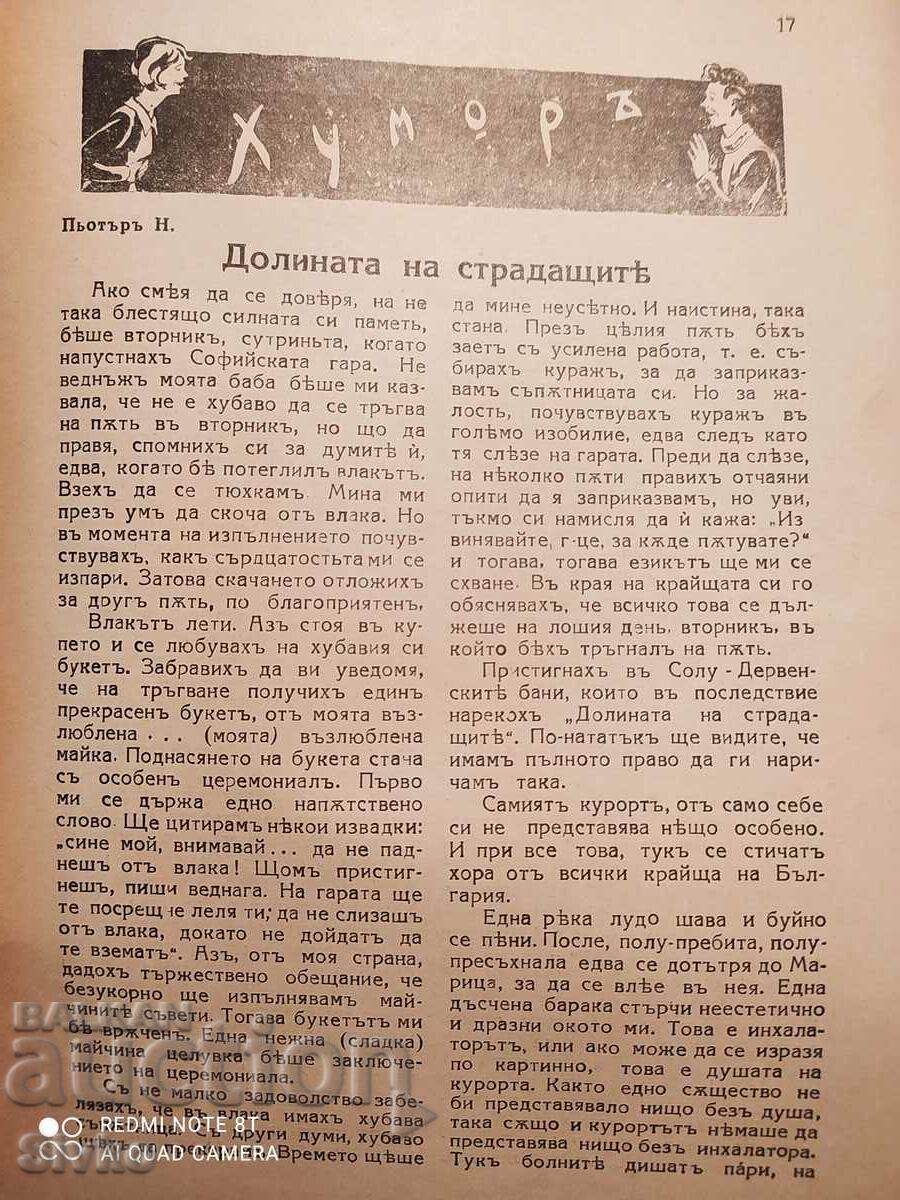 17
Хуморъ
Пьотъръ Н.
Долината на страдащитѣ
Ако смѣя да се довѣря, на не
така блестящо силната си паметь,
бѣше вторникъ, сутриньта, когато
напустнахъ Софийската гара. Не
веднъжъ моята баба бѣше ми каз-
вала, че не е хубаво да се тръгва
на пѫть въ вторникъ, но що да
правя, спомнихъ си за думитѣ ѝ,
едва, когато бѣ потеглилъ влакътъ.
Взехъ да се тюхкамъ. Мина ми
презъ умъ да скоча отъ влака. Но
въ момента на изпълнението почув-
ствувахъ, какъ сърдцатостьта ми се
изпари. Затова скачането отложихъ
за другъ пѫть, по благоприятенъ,
Влакътъ лети. Азъ стоя въ ку-
пето и се любувахъ на хубавия си
букетъ. Забравихъ да ви уведомя,
че на тръгване получихъ единъ
прекрасенъ букетъ, отъ моята въз-
люблена . . . (моята) възлюблена
майка. Поднасянето на букета стана
съ особенъ церемониалъ. Първо
ми се държа едно напѫтствено
слово. Ще цитирамъ нѣкои извадки:
„сине мой, внимавай... да не пад-
нешъ отъ влака! Щомъ пристиг-
нешъ, пиши веднага. На гарата ще
те посрещне леля ти; да не слизашъ
отъ влака, докато не дойдатъ да
те взематъ“. Азъ, отъ моя страна,
дадохъ тържествено обещание, че
безукорно ще изпълнявамъ май-
чинитѣ съвети. Тогава букетътъ ми
бѣ врѫченъ. Една нежна (сладка)
майчина целувка бѣше заключе-
нието на церемониала.
Съ не малко задоволство забе-
лязахъ, че въ влака имахъ хубава
Съ други думи, хубаво
Времето щѣше
да мине неусѣтно. И наистина, така
стана. Презъ цѣлия пѫть бѣхъ
заетъ съ усилена работа, т. е. съ-
бирахъ куражъ, за да заприказ-
вамъ съпѫтницата си. Но за жа-
лость, почувствувахъ куражъ въ
голѣмо изобилие, едва следъ като
тя слѣзе на гарата. Преди да слѣзе,
на нѣколко пѫти правихъ отчаяни
опити да я заприказвамъ, но уви,
тъкмо си намисля да ѝ кажа: „Из
винявайте, г-це, за кѫде пѫтувате?“
и тогава, тогава езикътъ ще ми се
схване. Въ края на крайщата си го
обяснявахъ, че всичко това се дъл-
жеше на лошия день, вторникъ, въ
който бѣхъ тръгналъ на пѫть.
Пристигнахъ въ Солу - Дервен-
скитѣ бани, които въ последствие
нарекохъ „Долината на страда-
щитѣ“. По-нататъкъ ще видите, че
имамъ пълното право да ги нари-
чамъ така.
Самиятъ курортъ, отъ само себе
си не представява нѣщо особено.
И при все това, тукъ се стичатъ
хора отъ всички крайща на Бъл-
гария.
Една рѣка лудо шава и буйно
се пѣни. После, полу-пребита, полу-
пресъхнала едва се дотътря до Ма-
рица, за да се влѣе въ нея. Една
дъсчена барака стърчи неестетично
и дразни окото ми. Това е инхала-
торътъ, или ако може да се изразя
по картинно, това е душата на
курорта. Както едно сѫщество не
би представявало нищо безъ душа,
така сѫщо и курортътъ нѣмаше да
представява нищо безъ инхалатора.
Тукъ болнитѣ дишатъ па́ри, на
BALKAN
auction
sivko
REDMI NOTE 8T
AI QUAD CAMERA